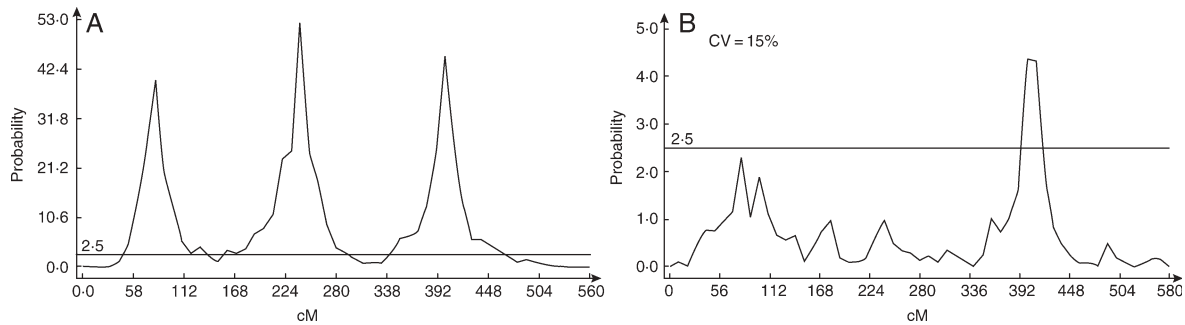 A
53·0
42·4
31·8
21·2
10·6
2·5
0·0
Probability
0·0 58 112 168 224 280 338 392 448 504 560
cM
B
CV = 15%
5·0
4·0
3·0
2·5
2·0
1·0
0·0
Probability
0 56 112 168 224 280 336 392 448 504 580
cM